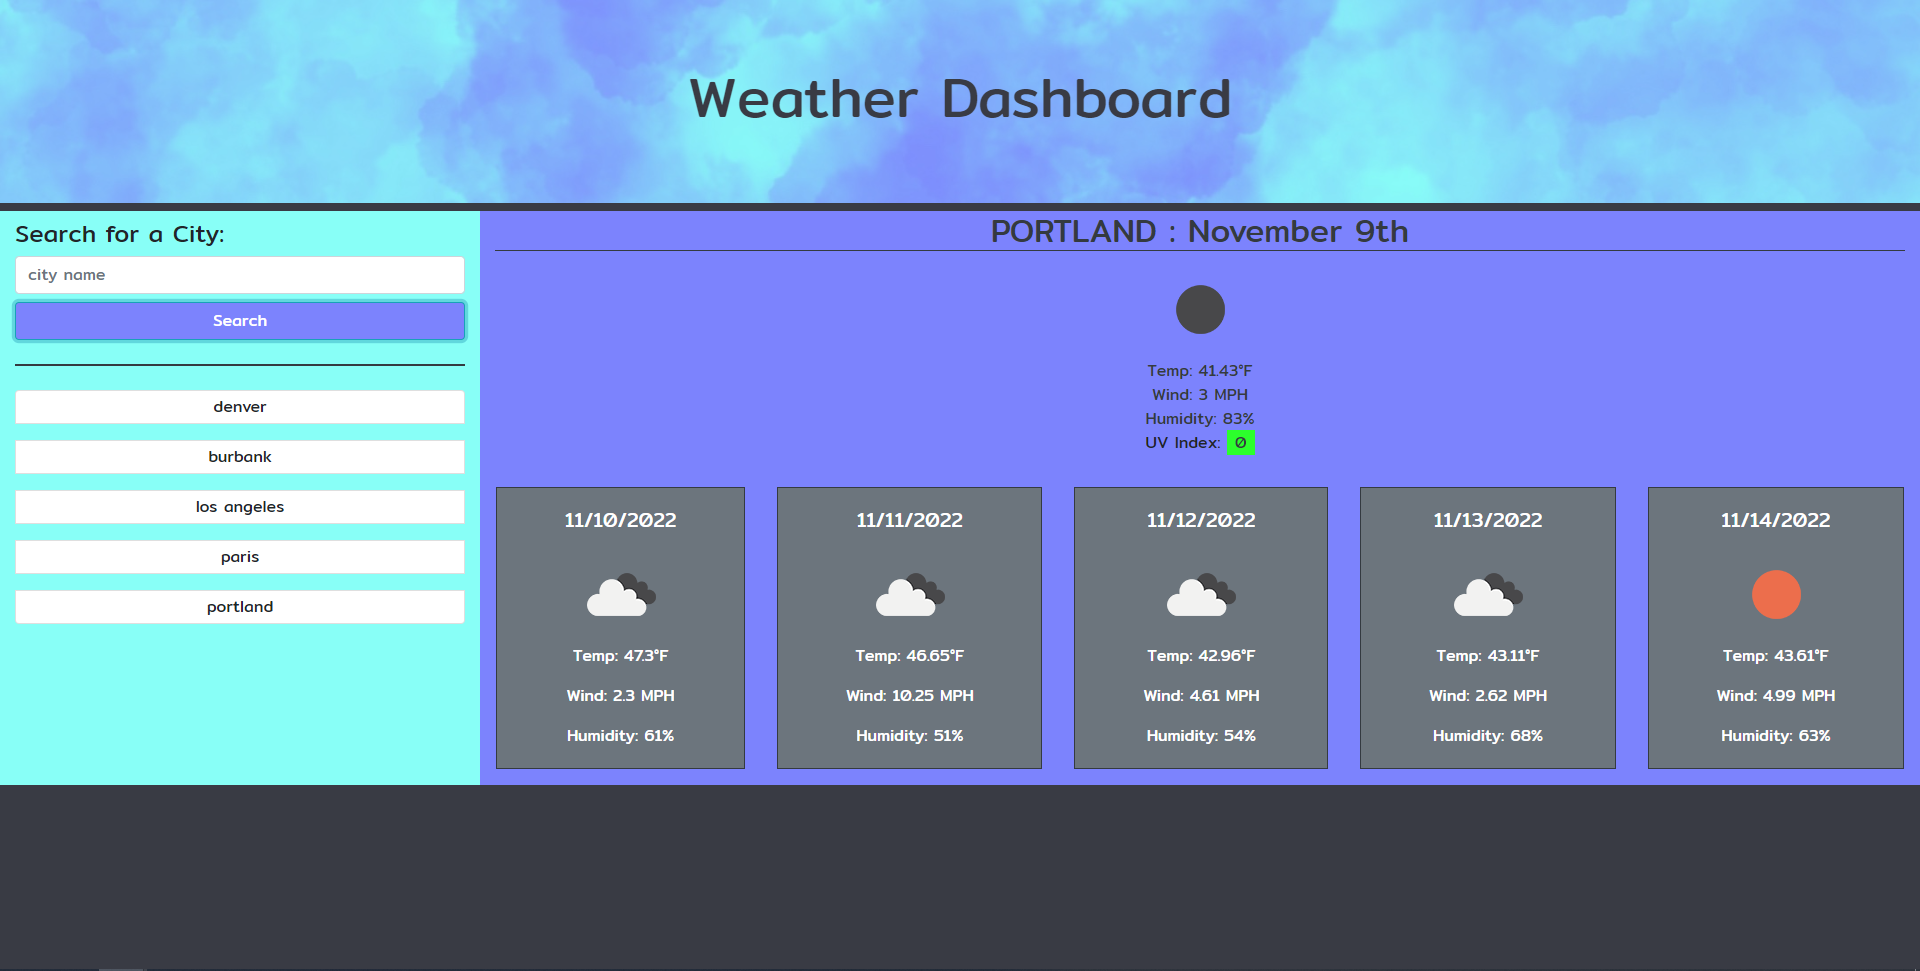 Weather Dashboard
Search for a City:
city name
Search
denver
burbank
los angeles
paris
portland
PORTLAND : November 9th
Temp: 41.43°F
Wind: 3 MPH
Humidity: 83%
UV Index: 0
11/10/2022
Temp: 47.3°F
Wind: 2.3 MPH
Humidity: 61%
11/11/2022
Temp: 46.65°F
Wind: 10.25 MPH
Humidity: 51%
11/12/2022
Temp: 42.96°F
Wind: 4.61 MPH
Humidity: 54%
11/13/2022
Temp: 43.11°F
Wind: 2.62 MPH
Humidity: 68%
11/14/2022
Temp: 43.61°F
Wind: 4.99 MPH
Humidity: 63%